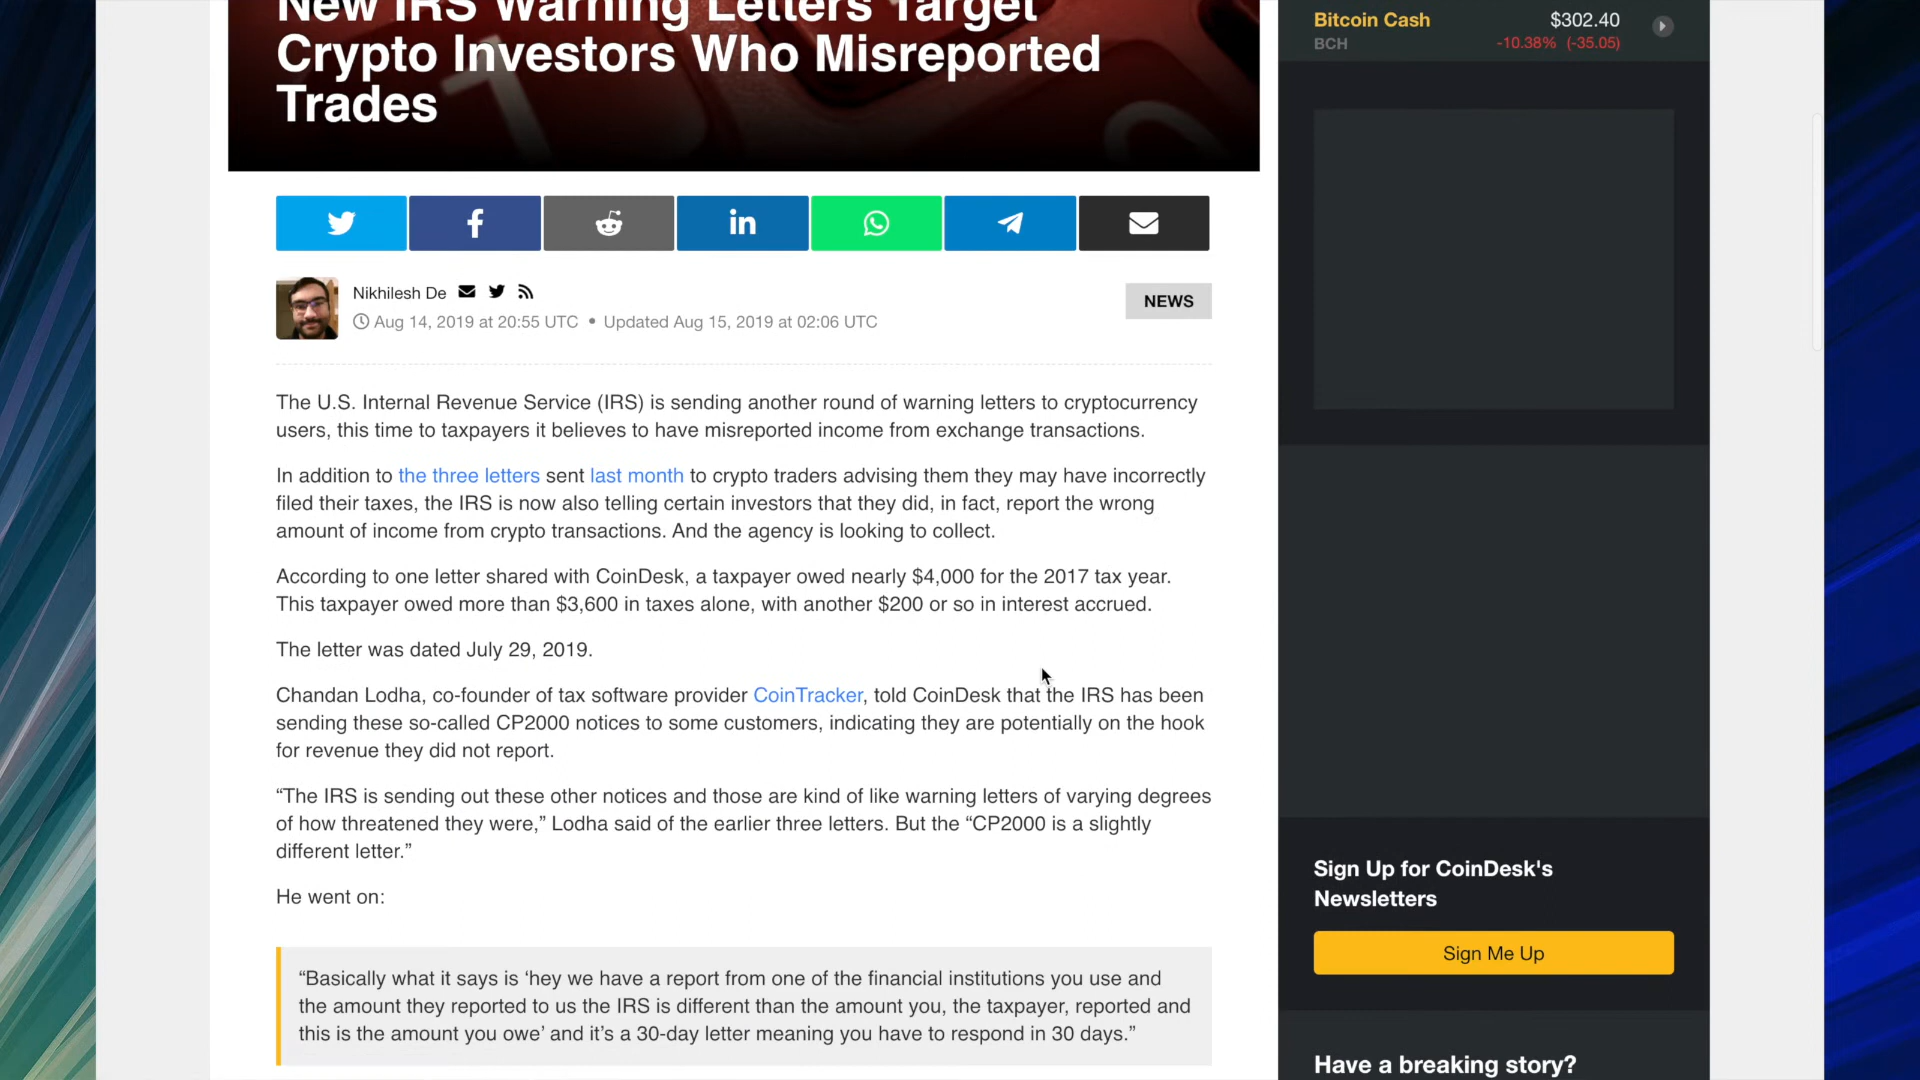 New IRS Warning Letters Target
Crypto Investors Who Misreported
Trades
Nikhilesh De
Aug 14, 2019 at 20:55 UTC • Updated Aug 15, 2019 at 02:06 UTC
NEWS
The U.S. Internal Revenue Service (IRS) is sending another round of warning letters to cryptocurrency
users, this time to taxpayers it believes to have misreported income from exchange transactions.
In addition to the three letters sent last month to crypto traders advising them they may have incorrectly
filed their taxes, the IRS is now also telling certain investors that they did, in fact, report the wrong
amount of income from crypto transactions. And the agency is looking to collect.
According to one letter shared with CoinDesk, a taxpayer owed nearly $4,000 for the 2017 tax year.
This taxpayer owed more than $3,600 in taxes alone, with another $200 or so in interest accrued.
The letter was dated July 29, 2019.
Chandan Lodha, co-founder of tax software provider CoinTracker, told CoinDesk that the IRS has been
sending these so-called CP2000 notices to some customers, indicating they are potentially on the hook
for revenue they did not report.
“The IRS is sending out these other notices and those are kind of like warning letters of varying degrees
of how threatened they were,” Lodha said of the earlier three letters. But the “CP2000 is a slightly
different letter.”
He went on:
“Basically what it says is ‘hey we have a report from one of the financial institutions you use and
the amount they reported to us the IRS is different than the amount you, the taxpayer, reported and
this is the amount you owe’ and it’s a 30-day letter meaning you have to respond in 30 days.”
Bitcoin Cash $302.40
BCH -10.38% (-35.05)
Sign Up for CoinDesk's
Newsletters
Sign Me Up
Have a breaking story?